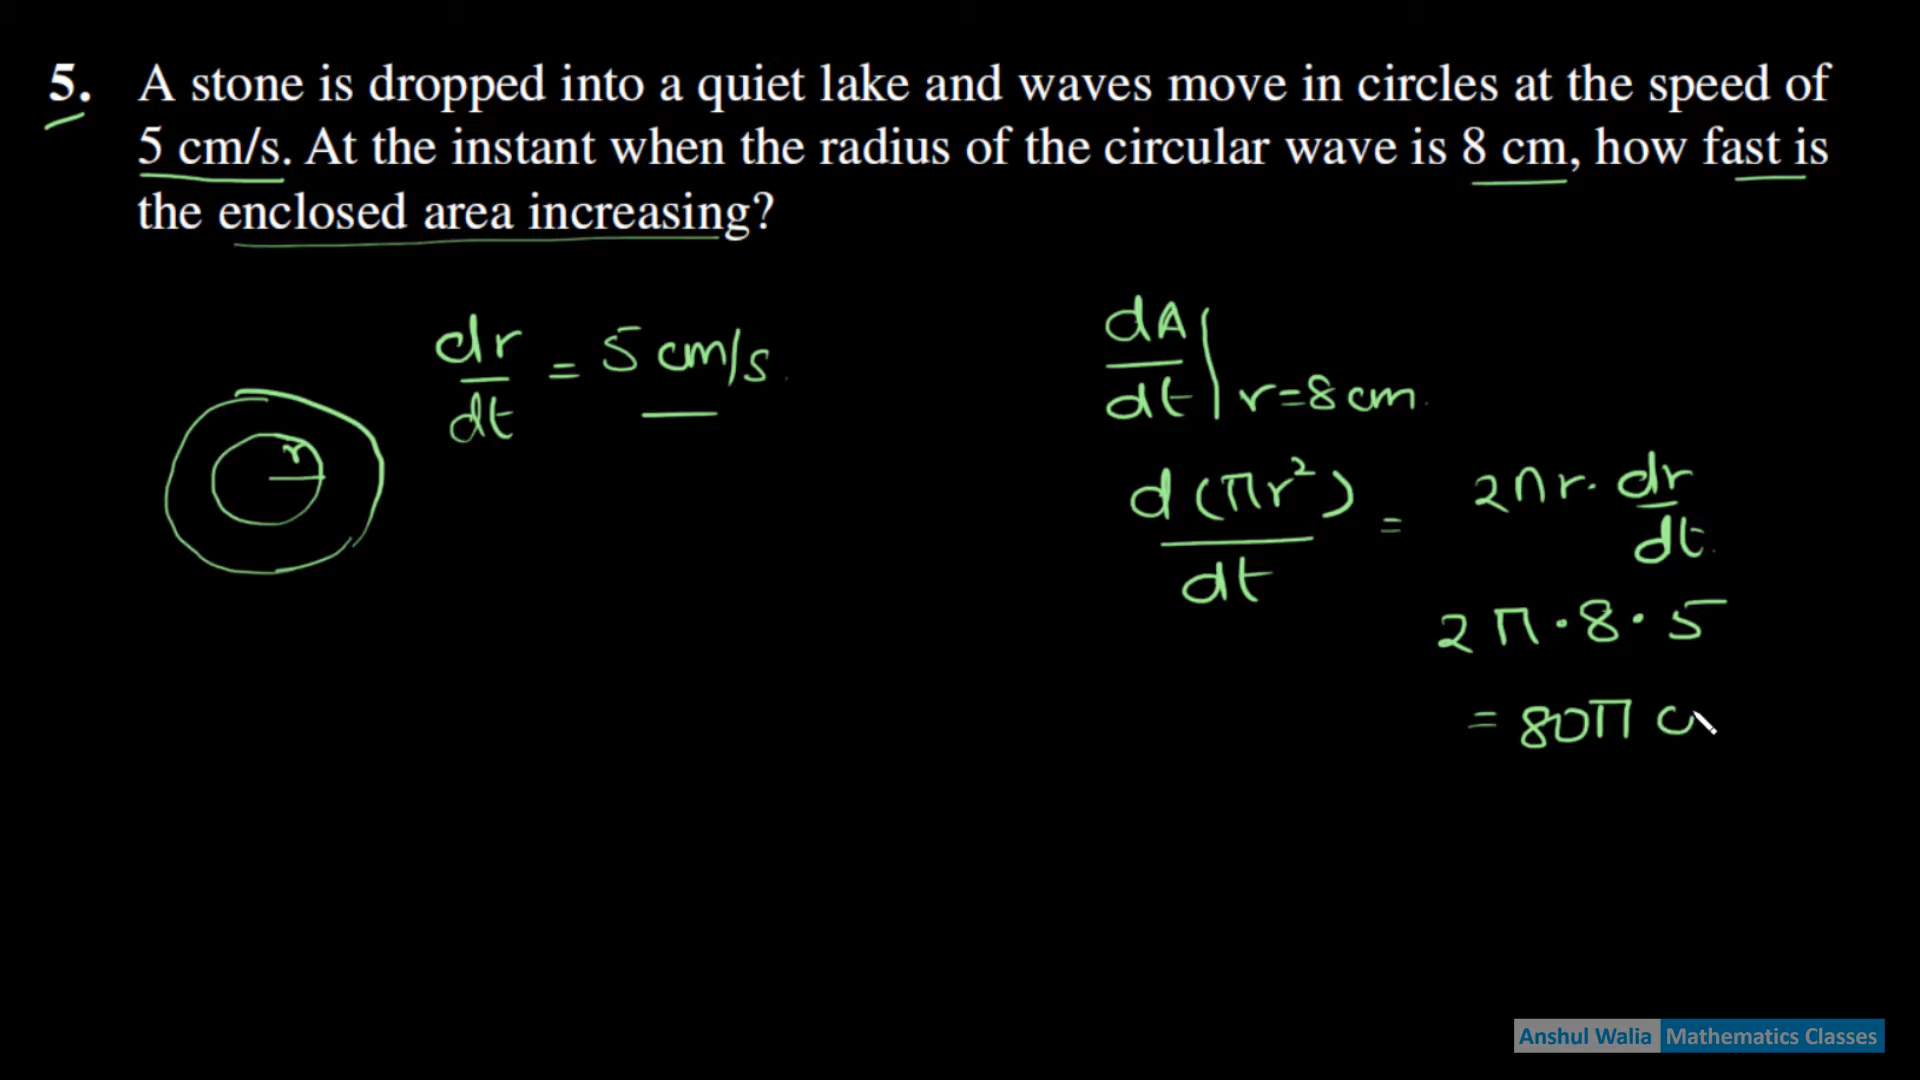 5. A stone is dropped into a quiet lake and waves move in circles at the speed of
5 cm/s. At the instant when the radius of the circular wave is 8 cm, how fast is
the enclosed area increasing?
dr/dt = 5 cm/s.
r
dA/dt | r=8 cm.
d(πr²)/dt = 2πr. dr/dt.
2π.8.5
= 80π c
Anshul Walia Mathematics Classes